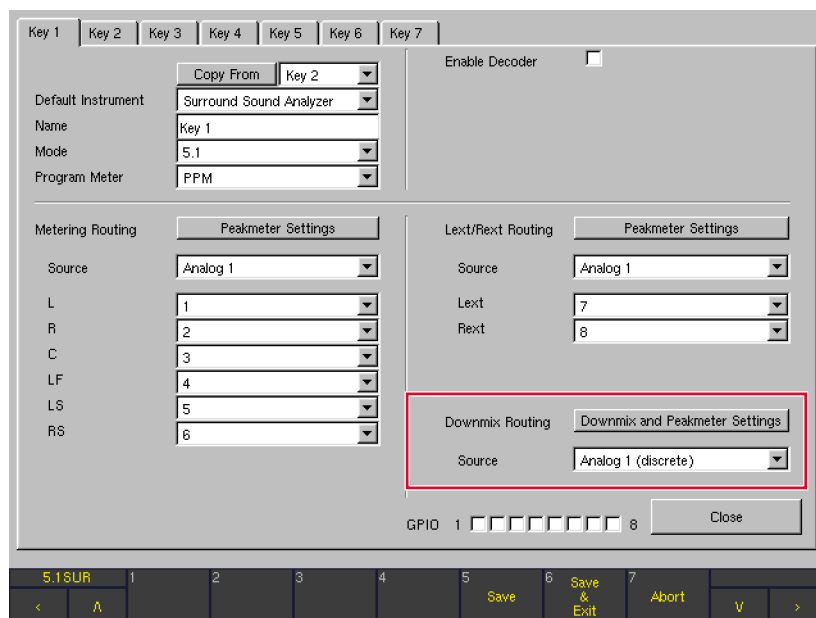 Key 1 Key 2 Key 3 Key 4 Key 5 Key 6 Key 7
Copy From Key 2
Default Instrument Surround Sound Analyzer
Name Key 1
Mode 5.1
Program Meter PPM
Enable Decoder
Metering Routing Peakmeter Settings
Source Analog 1
L 1
R 2
C 3
LF 4
LS 5
RS 6
Lext/Rext Routing Peakmeter Settings
Source Analog 1
Lext 7
Rext 8
Downmix Routing Downmix and Peakmeter Settings
Source Analog 1 (discrete)
GPIO 1 8 Close
5.1SUR 1 2 3 4 5 Save 6 Save & Exit 7 Abort
< Λ V >